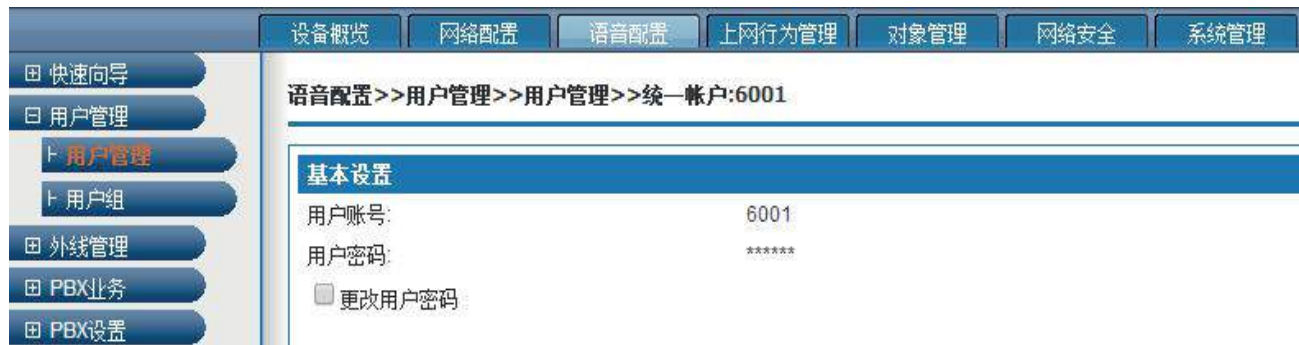 设备概览 网络配置 语音配置 上网行为管理 对象管理 网络安全 系统管理
快速向导
用户管理
用户管理
用户组
外线管理
PBX业务
PBX设置
语音配置>>用户管理>>用户管理>>统一帐户:6001
基本设置
用户账号: 6001
用户密码: ******
更改用户密码